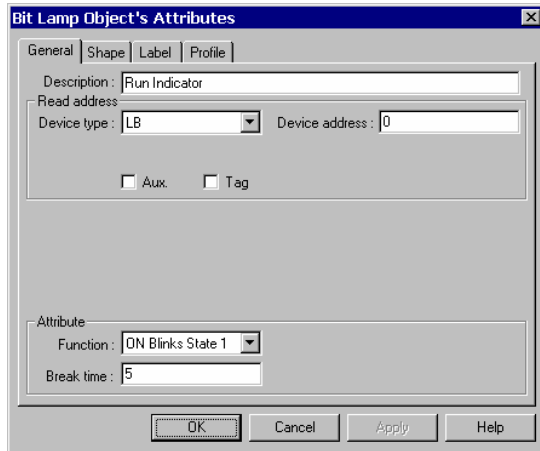 Bit Lamp Object's Attributes
General Shape Label Profile
Description : Run Indicator
Read address
Device type : LB Device address : 0
Aux. Tag
Attribute
Function : ON Blinks State 1
Break time : 5
OK Cancel Apply Help